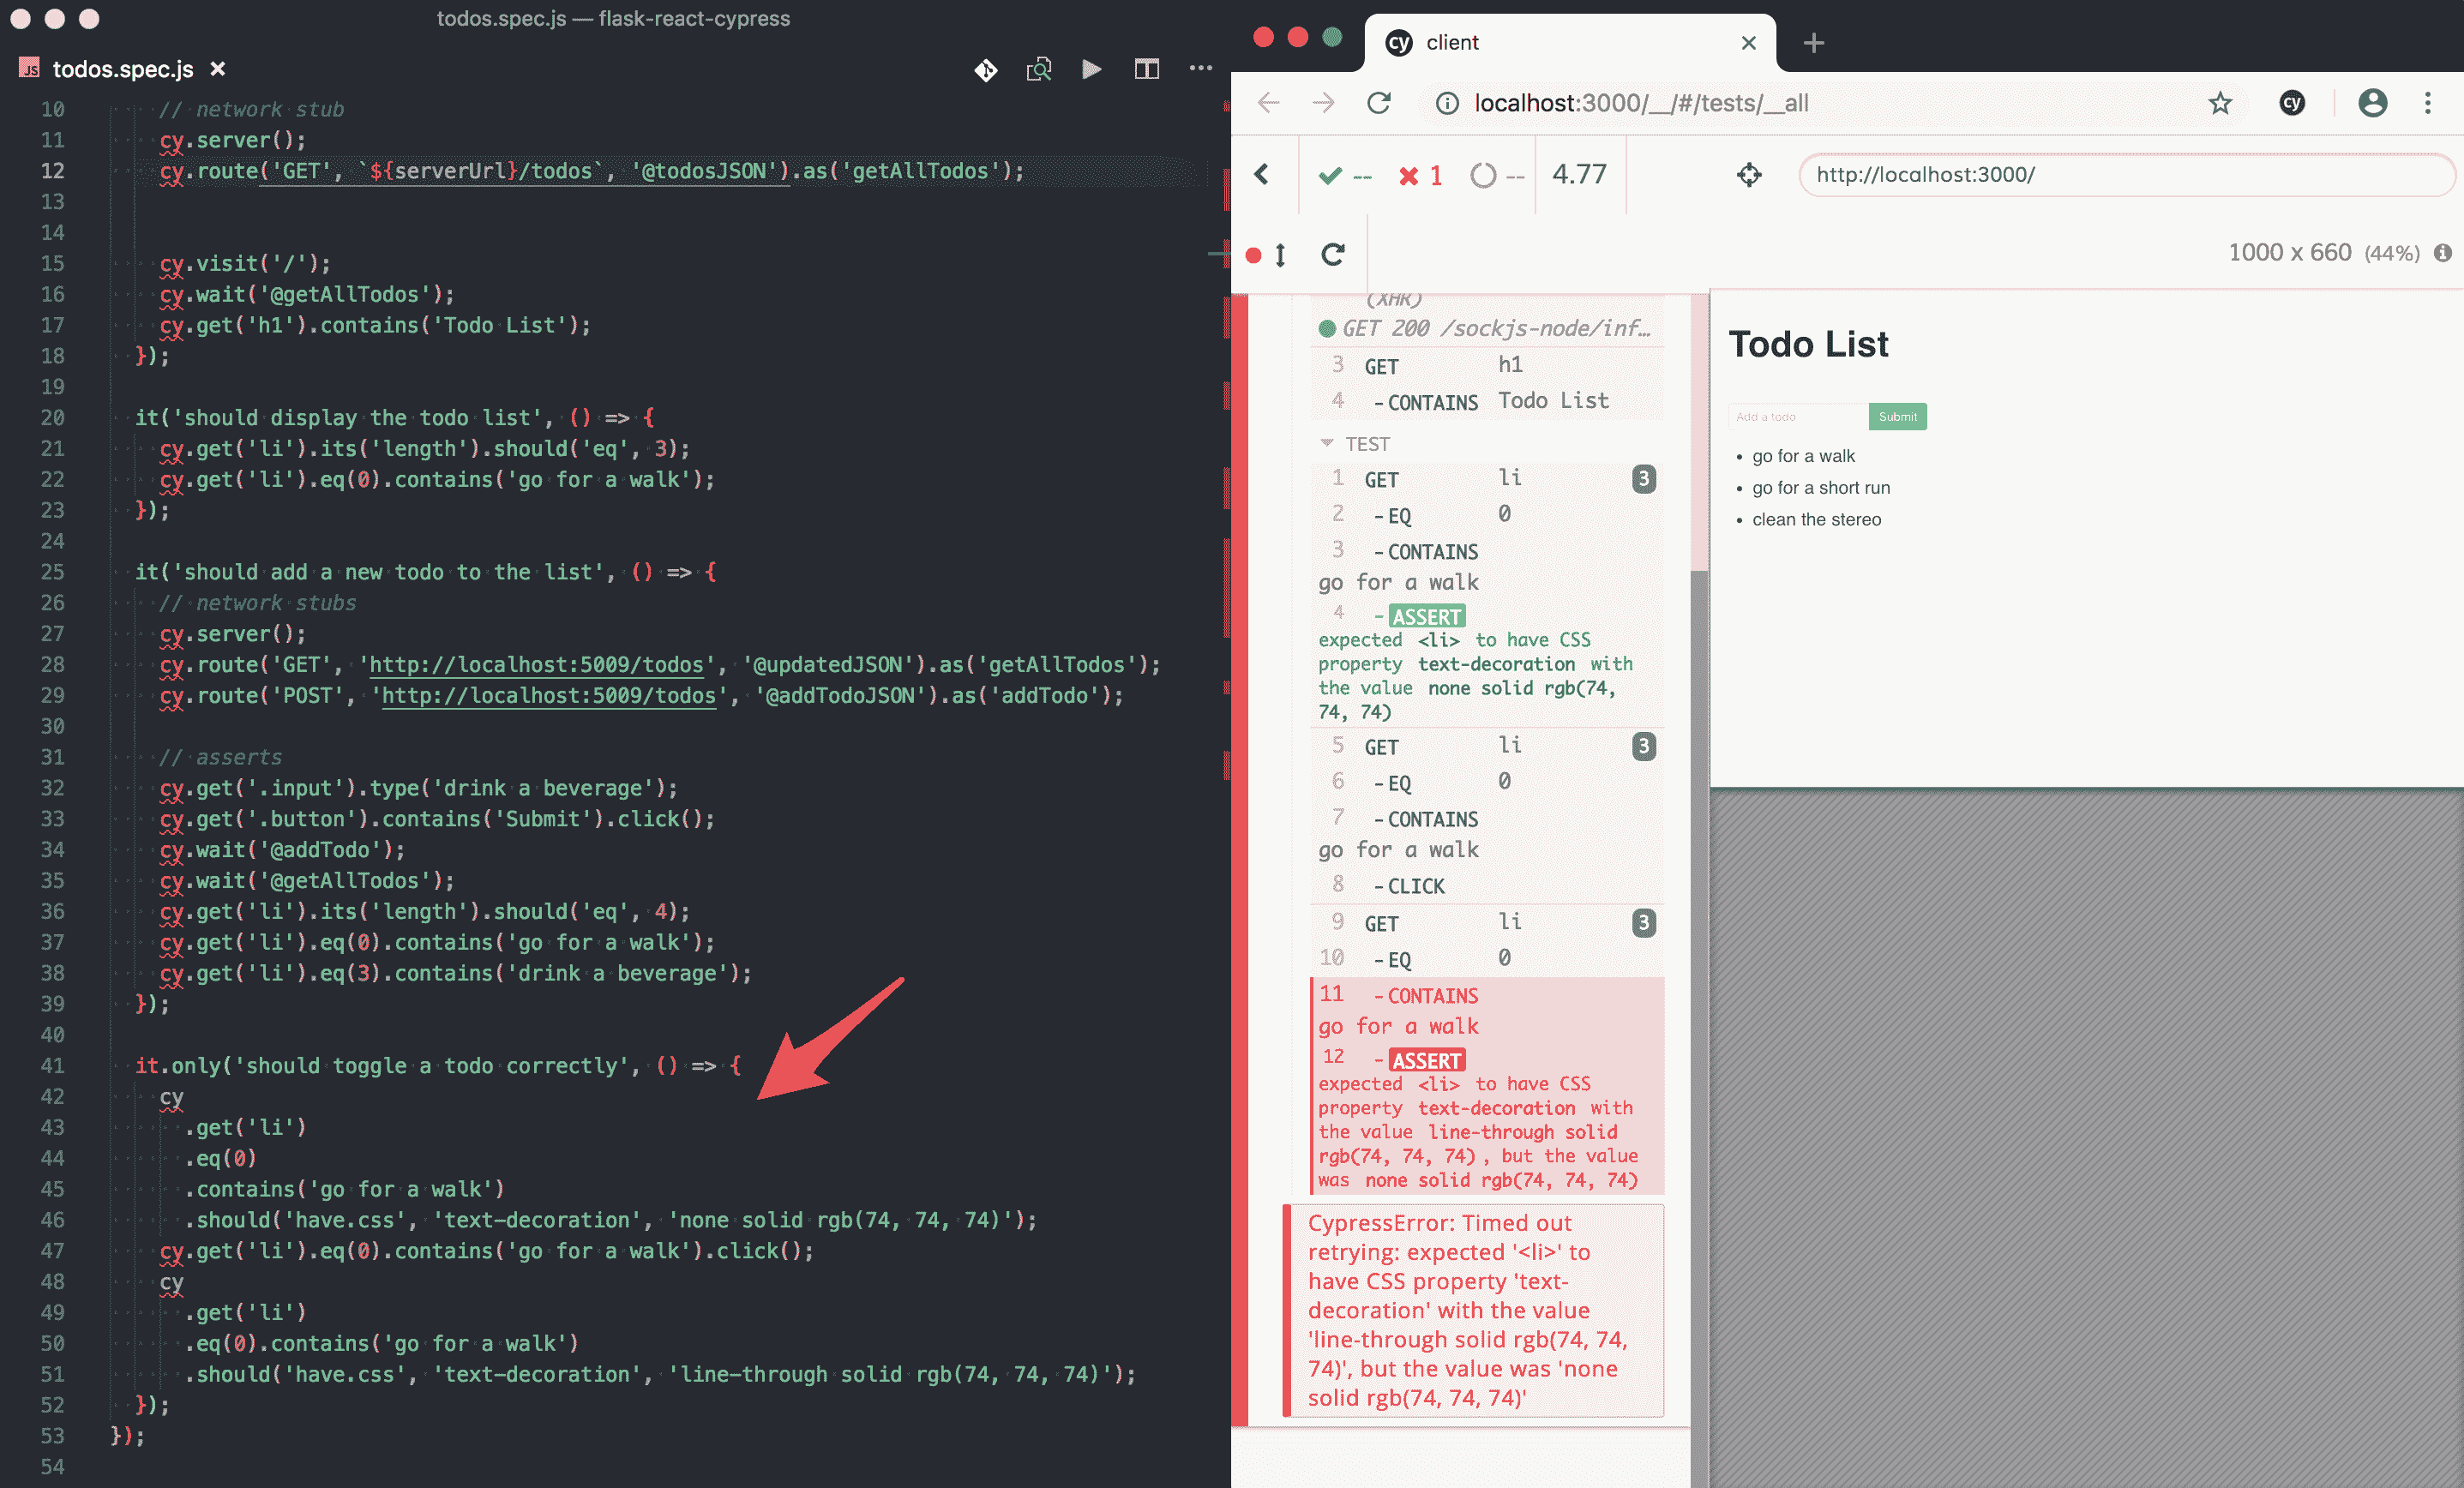 todos.spec.js — flask-react-cypress
JS todos.spec.js ×
10 // network stub
11 cy.server();
12 cy.route('GET', `${serverUrl}/todos`, '@todosJSON').as('getAllTodos');
13
14
15 cy.visit('/');
16 cy.wait('@getAllTodos');
17 cy.get('h1').contains('Todo List');
18 });
19
20 it('should display the todo list', () => {
21 cy.get('li').its('length').should('eq', 3);
22 cy.get('li').eq(0).contains('go for a walk');
23 });
24
25 it('should add a new todo to the list', () => {
26 // network stubs
27 cy.server();
28 cy.route('GET', 'http://localhost:5009/todos', '@updatedJSON').as('getAllTodos');
29 cy.route('POST', 'http://localhost:5009/todos', '@addTodoJSON').as('addTodo');
30
31 // asserts
32 cy.get('.input').type('drink a beverage');
33 cy.get('.button').contains('Submit').click();
34 cy.wait('@addTodo');
35 cy.wait('@getAllTodos');
36 cy.get('li').its('length').should('eq', 4);
37 cy.get('li').eq(0).contains('go for a walk');
38 cy.get('li').eq(3).contains('drink a beverage');
39 });
40
41 it.only('should toggle a todo correctly', () => {
42 cy
43 .get('li')
44 .eq(0)
45 .contains('go for a walk')
46 .should('have.css', 'text-decoration', 'none solid rgb(74, 74, 74)');
47 cy.get('li').eq(0).contains('go for a walk').click();
48 cy
49 .get('li')
50 .eq(0).contains('go for a walk')
51 .should('have.css', 'text-decoration', 'line-through solid rgb(74, 74, 74)');
52 });
53 });
54
cy client
localhost:3000/__/#/tests/__all
cy
-- 1 -- 4.77
http://localhost:3000/
1000 x 660 (44%)
(XHR)
GET 200 /sockjs-node/inf…
3 GET h1
4 -CONTAINS Todo List
TEST
1 GET li 3
2 -EQ 0
3 -CONTAINS
go for a walk
4 -ASSERT
expected <li> to have CSS
property text-decoration with
the value none solid rgb(74,
74, 74)
5 GET li 3
6 -EQ 0
7 -CONTAINS
go for a walk
8 -CLICK
9 GET li 3
10 -EQ 0
11 -CONTAINS
go for a walk
12 -ASSERT
expected <li> to have CSS
property text-decoration with
the value line-through solid
rgb(74, 74, 74), but the value
was none solid rgb(74, 74, 74)
CypressError: Timed out
retrying: expected '<li>' to
have CSS property 'text-
decoration' with the value
'line-through solid rgb(74, 74,
74)', but the value was 'none
solid rgb(74, 74, 74)'
Todo List
Add a todo Submit
• go for a walk
• go for a short run
• clean the stereo